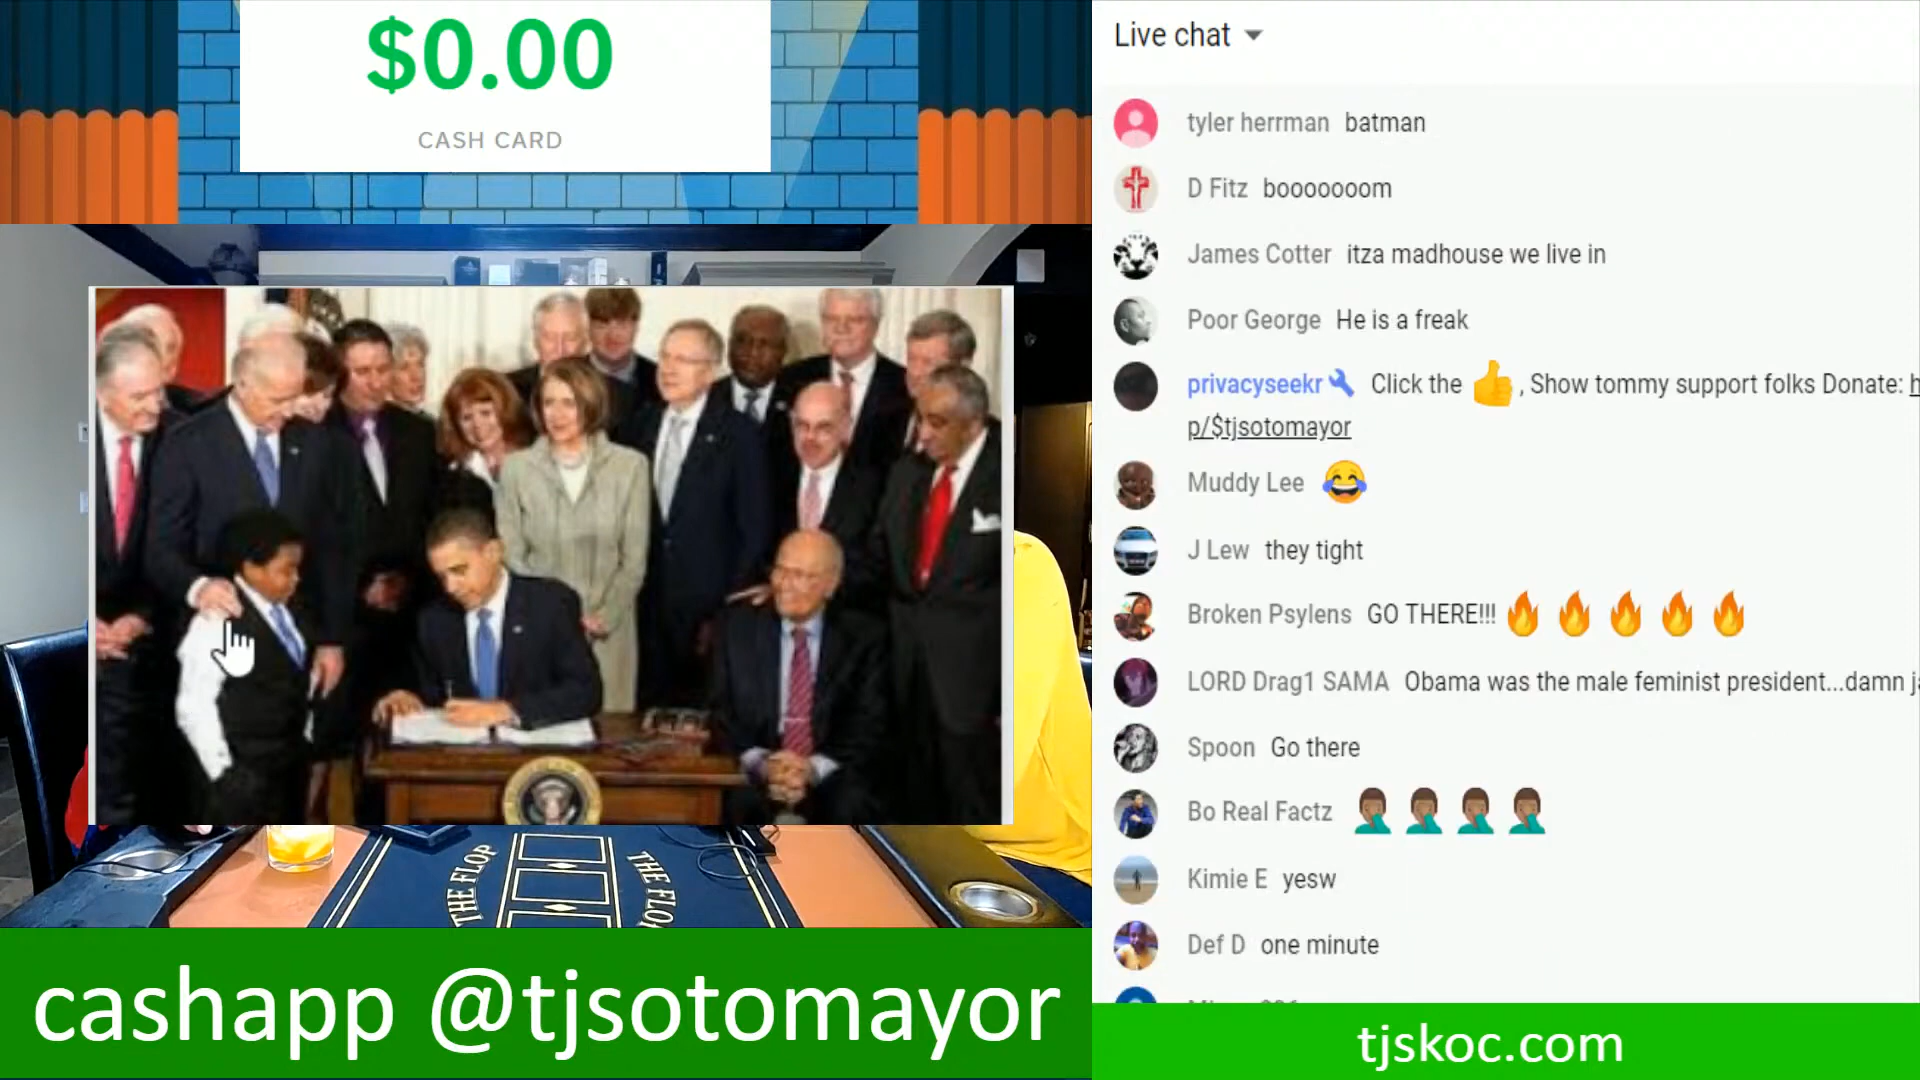 $0.00
CASH CARD
THE FLOP
THE FLOP
cashapp @tjsotomayor
Live chat
tyler herrman batman
D Fitz booooooom
James Cotter itza madhouse we live in
Poor George He is a freak
privacyseekr Click the 👍, Show tommy support folks Donate: h
p/$tjsotomayor
Muddy Lee 😂
J Lew they tight
Broken Psylens GO THERE!!! 🔥 🔥 🔥 🔥 🔥
LORD Drag1 SAMA Obama was the male feminist president...damn j
Spoon Go there
Bo Real Factz 🤦🏾‍♂️ 🤦🏾‍♂️ 🤦🏾‍♂️ 🤦🏾‍♂️
Kimie E yesw
Def D one minute
tjskoc.com